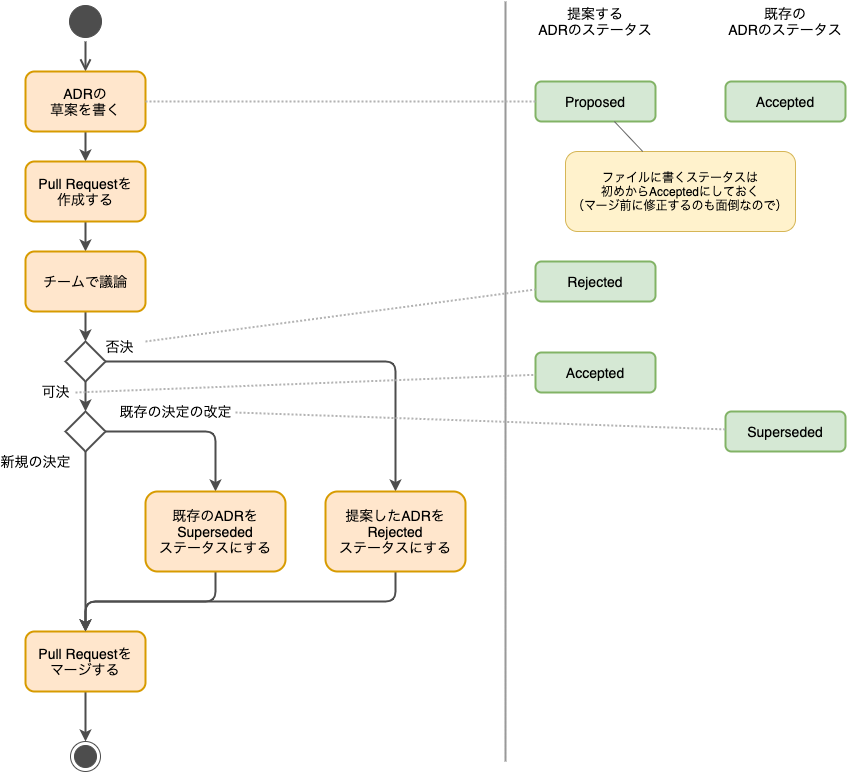 提案する
ADRのステータス
既存の
ADRのステータス
ADRの
草案を書く
Proposed
Accepted
Pull Requestを
作成する
ファイルに書くステータスは
初めからAcceptedにしておく
（マージ前に修正するのも面倒なので）
チームで議論
Rejected
否決
Accepted
可決
既存の決定の改定
Superseded
新規の決定
既存のADRを
Superseded
ステータスにする
提案したADRを
Rejected
ステータスにする
Pull Requestを
マージする